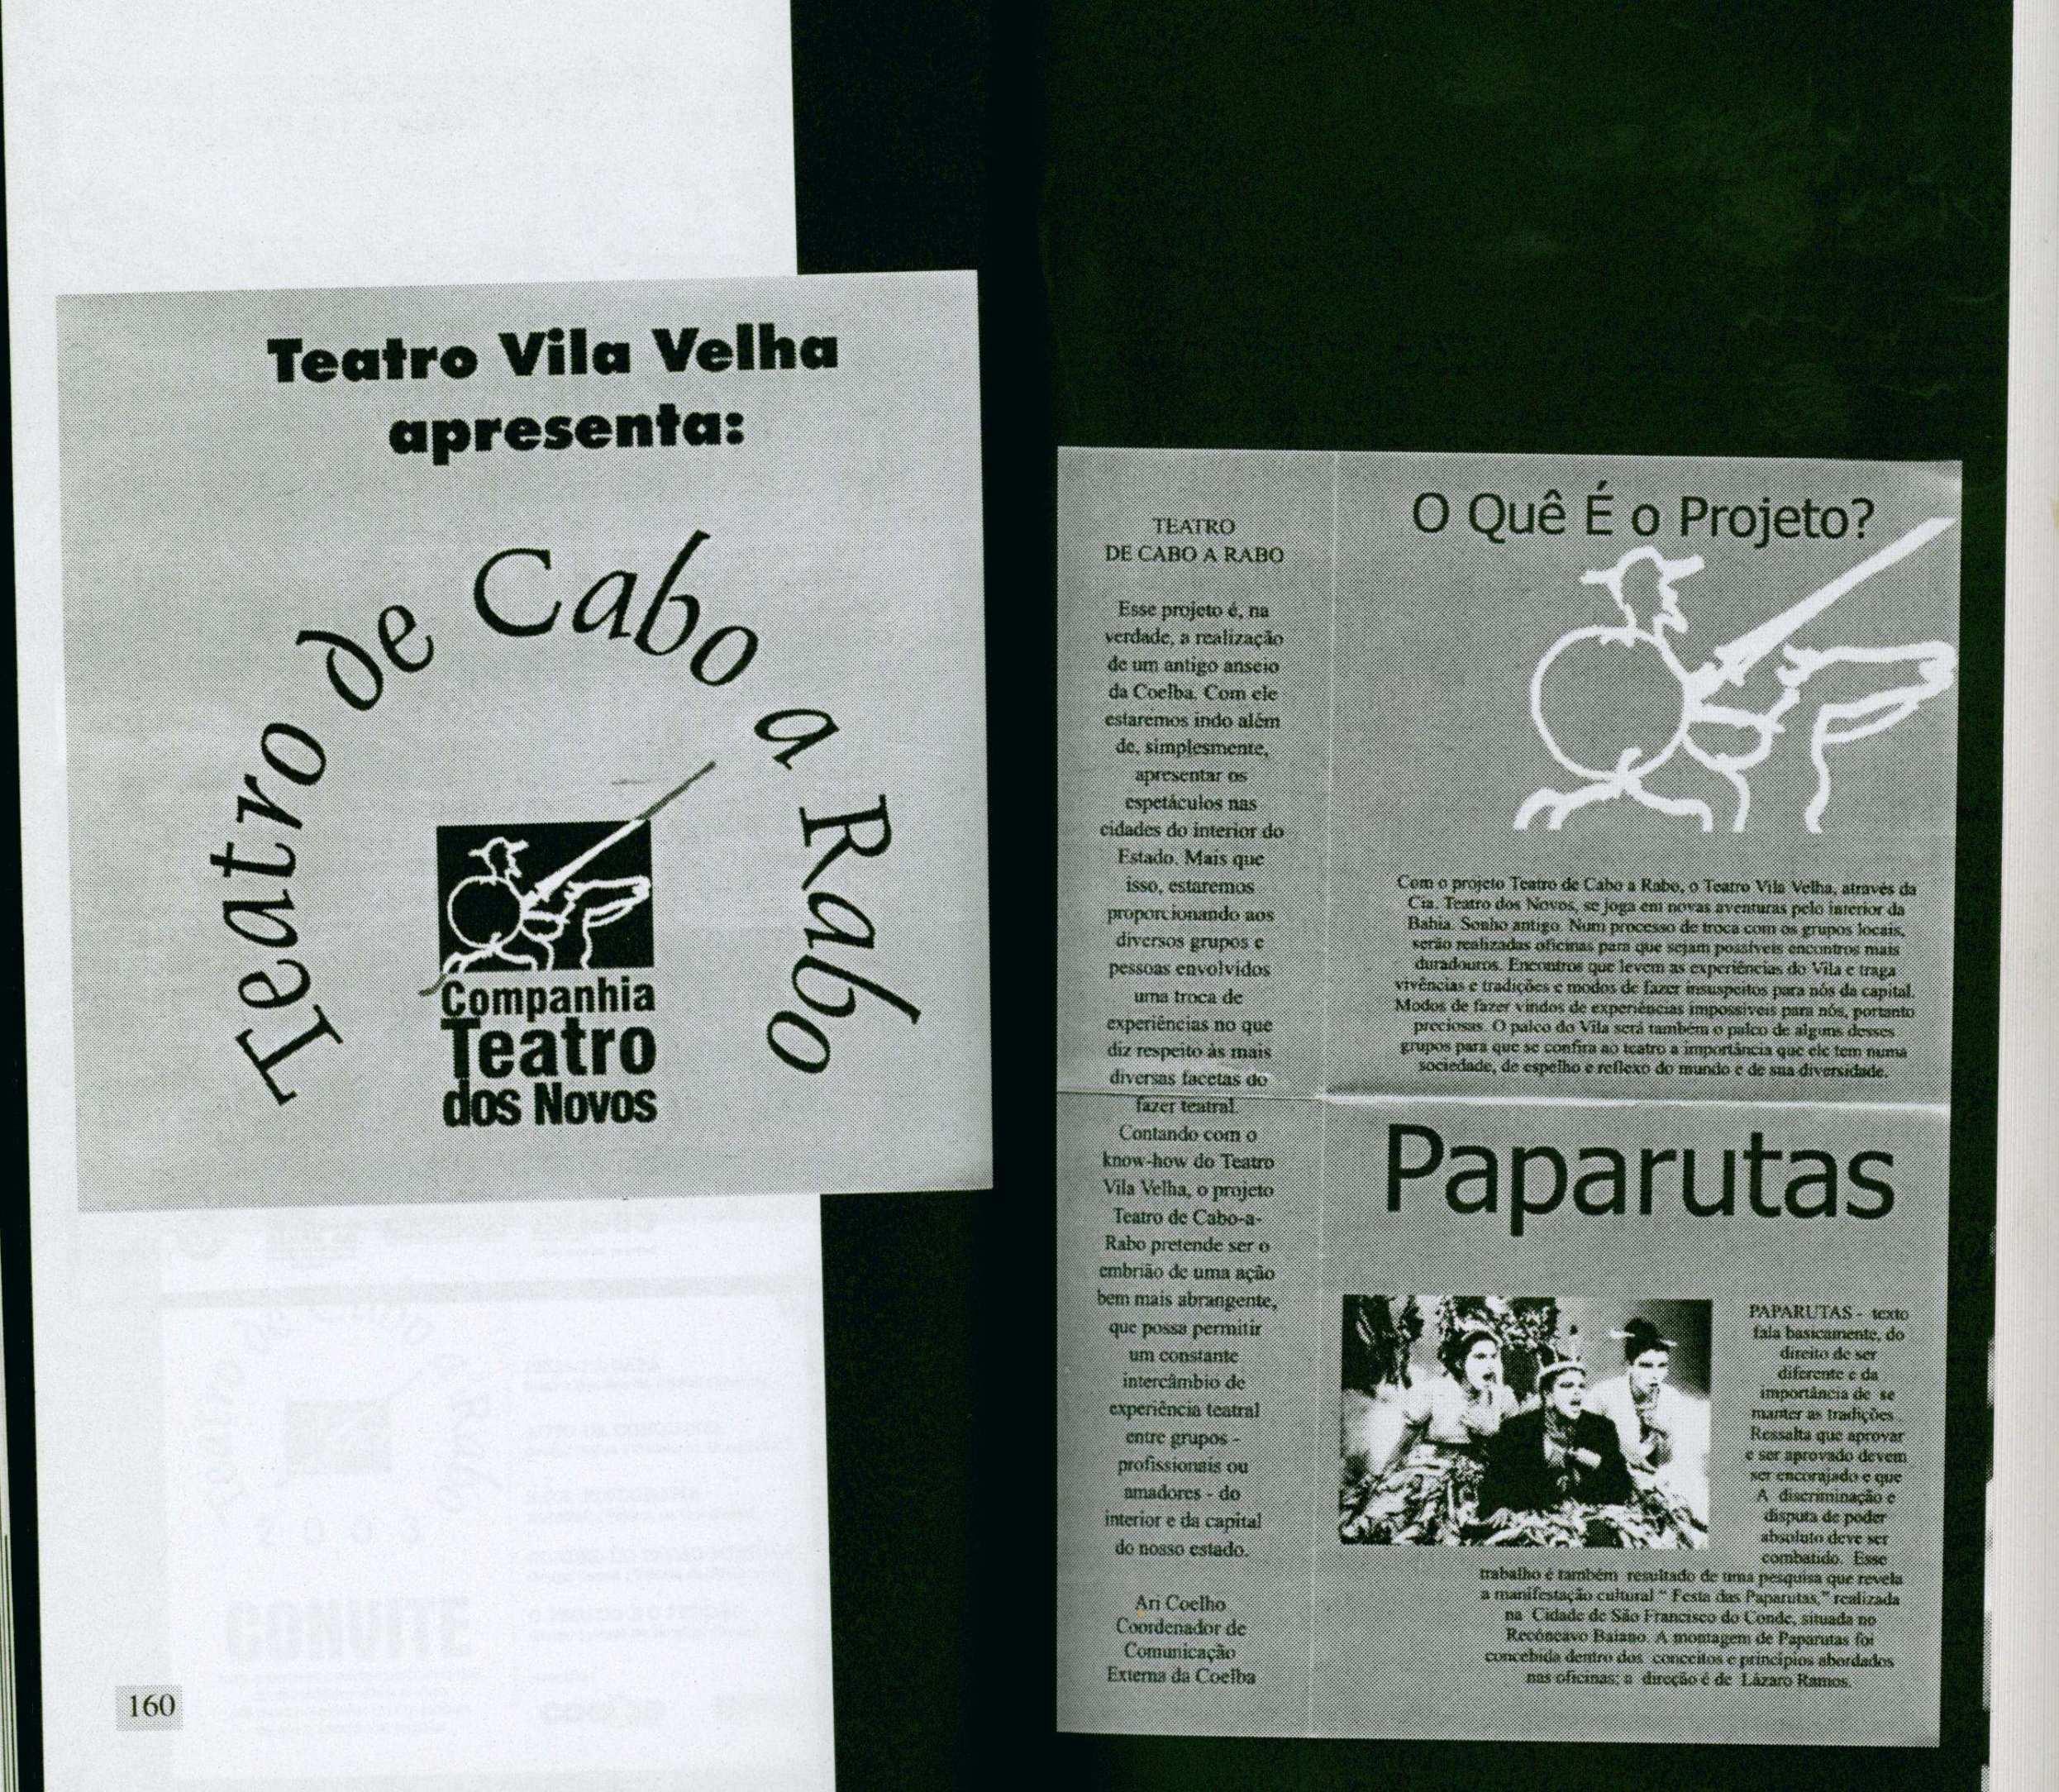 Teatro Vila Velha
apresenta:
Teatro de Cabo a Rabo
Companhia
Teatro
dos Novos
160
TEATRO
DE CABO A RABO
Esse projeto é, na
verdade, a realização
de um antigo anseio
da Coelba. Com ele
estaremos indo além
de, simplesmente,
apresentar os
espetáculos nas
cidades do interior do
Estado. Mais que
isso, estaremos
proporcionando aos
diversos grupos e
pessoas envolvidos
uma troca de
experiências no que
diz respeito às mais
diversas facetas do
fazer teatral.
Contando com o
know-how do Teatro
Vila Velha, o projeto
Teatro de Cabo-a-
Rabo pretende ser o
embrião de uma ação
bem mais abrangente,
que possa permitir
um constante
intercâmbio de
experiência teatral
entre grupos -
profissionais ou
amadores - do
interior e da capital
do nosso estado.
Ari Coelho
Coordenador de
Comunicação
Externa da Coelba
O Quê É o Projeto?
Com o projeto Teatro de Cabo a Rabo, o Teatro Vila Velha, através da
Cia. Teatro dos Novos, se joga em novas aventuras pelo interior da
Bahia. Sonho antigo. Num processo de troca com os grupos locais,
serão realizadas oficinas para que sejam possíveis encontros mais
duradouros. Encontros que levem as experiências do Vila e traga
vivências e tradições e modos de fazer insuspeitos para nós da capital.
Modos de fazer vindos de experiências impossíveis para nós, portanto
preciosas. O palco do Vila será também o palco de alguns desses
grupos para que se confira ao teatro a importância que ele tem numa
sociedade, de espelho e reflexo do mundo e de sua diversidade.
Paparutas
PAPARUTAS - texto
fala basicamente, do
direito de ser
diferente e da
importância de se
manter as tradições.
Ressalta que aprovar
e ser aprovado devem
ser encorajado e que
A discriminação e
disputa de poder
absoluto deve ser
combatido. Esse
trabalho é também resultado de uma pesquisa que revela
a manifestação cultural " Festa das Paparutas," realizada
na Cidade de São Francisco do Conde, situada no
Recôncavo Baiano. A montagem de Paparutas foi
concebida dentro dos conceitos e princípios abordados
nas oficinas; a direção é de Lázaro Ramos.